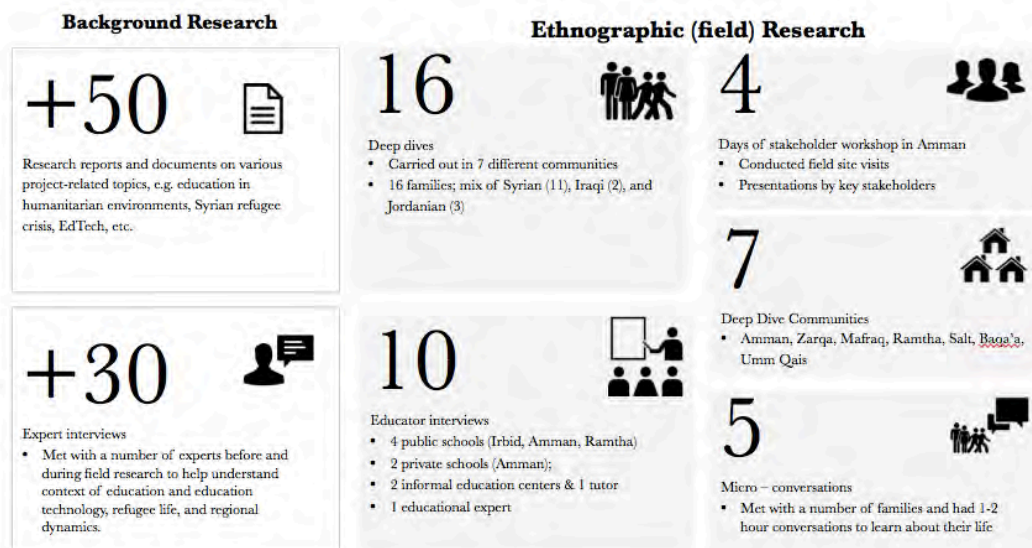 Background Research
+50
Research reports and documents on various
project-related topics, e.g. education in
humanitarian environments, Syrian refugee
crisis, EdTech, etc.
+30
Expert interviews
▪ Met with a number of experts before and
during field research to help understand
context of education and education
technology, refugee life, and regional
dynamics.
Ethnographic (field) Research
16
Deep dives
▪ Carried out in 7 different communities
▪ 16 families; mix of Syrian (11), Iraqi (2), and
Jordanian (3)
10
Educator interviews
▪ 4 public schools (Irbid, Amman, Ramtha)
▪ 2 private schools (Amman);
▪ 2 informal education centers & 1 tutor
▪ 1 educational expert
4
Days of stakeholder workshop in Amman
▪ Conducted field site visits
▪ Presentations by key stakeholders
7
Deep Dive Communities
▪ Amman, Zarqa, Mafraq, Ramtha, Salt, Baqa'a,
Umm Qais
5
Micro – conversations
▪ Met with a number of families and had 1-2
hour conversations to learn about their life